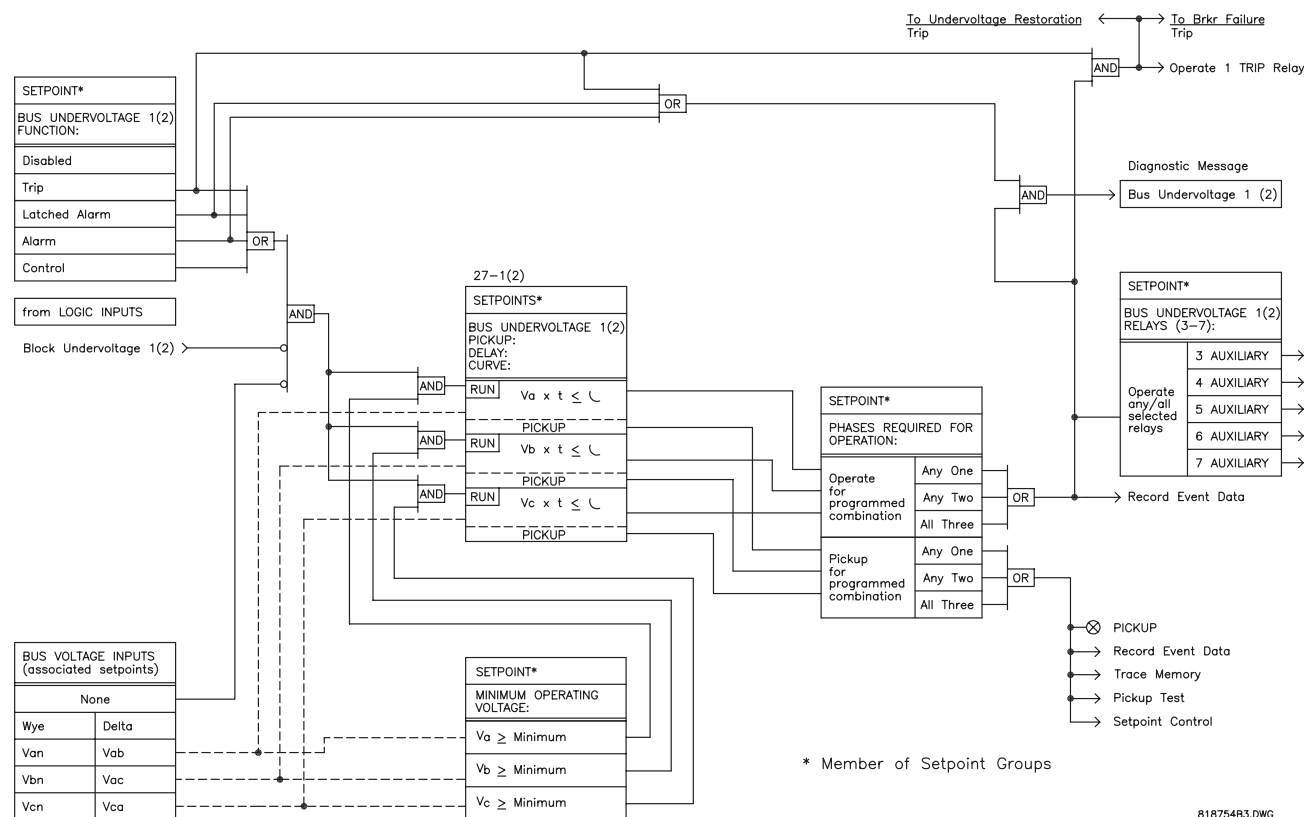 To Undervoltage Restoration
Trip
To Brkr Failure
Trip
AND
Operate 1 TRIP Relay
SETPOINT*
BUS UNDERVOLTAGE 1(2)
FUNCTION:
Disabled
Trip
Latched Alarm
Alarm
Control
OR
OR
AND
Diagnostic Message
Bus Undervoltage 1 (2)
from LOGIC INPUTS
Block Undervoltage 1(2)
AND
27-1(2)
SETPOINTS*
BUS UNDERVOLTAGE 1(2)
PICKUP:
DELAY:
CURVE:
AND
RUN
Va x t ≤
PICKUP
AND
RUN
Vb x t ≤
PICKUP
AND
RUN
Vc x t ≤
PICKUP
SETPOINT*
PHASES REQUIRED FOR
OPERATION:
Operate
for
programmed
combination
Any One
Any Two
All Three
OR
Pickup
for
programmed
combination
Any One
Any Two
All Three
OR
SETPOINT*
BUS UNDERVOLTAGE 1(2)
RELAYS (3-7):
Operate
any/all
selected
relays
3 AUXILIARY
4 AUXILIARY
5 AUXILIARY
6 AUXILIARY
7 AUXILIARY
Record Event Data
PICKUP
Record Event Data
Trace Memory
Pickup Test
Setpoint Control
BUS VOLTAGE INPUTS
(associated setpoints)
None
Wye Delta
Van Vab
Vbn Vac
Vcn Vca
SETPOINT*
MINIMUM OPERATING
VOLTAGE:
Va ≥ Minimum
Vb ≥ Minimum
Vc ≥ Minimum
* Member of Setpoint Groups
818754B3.DWG